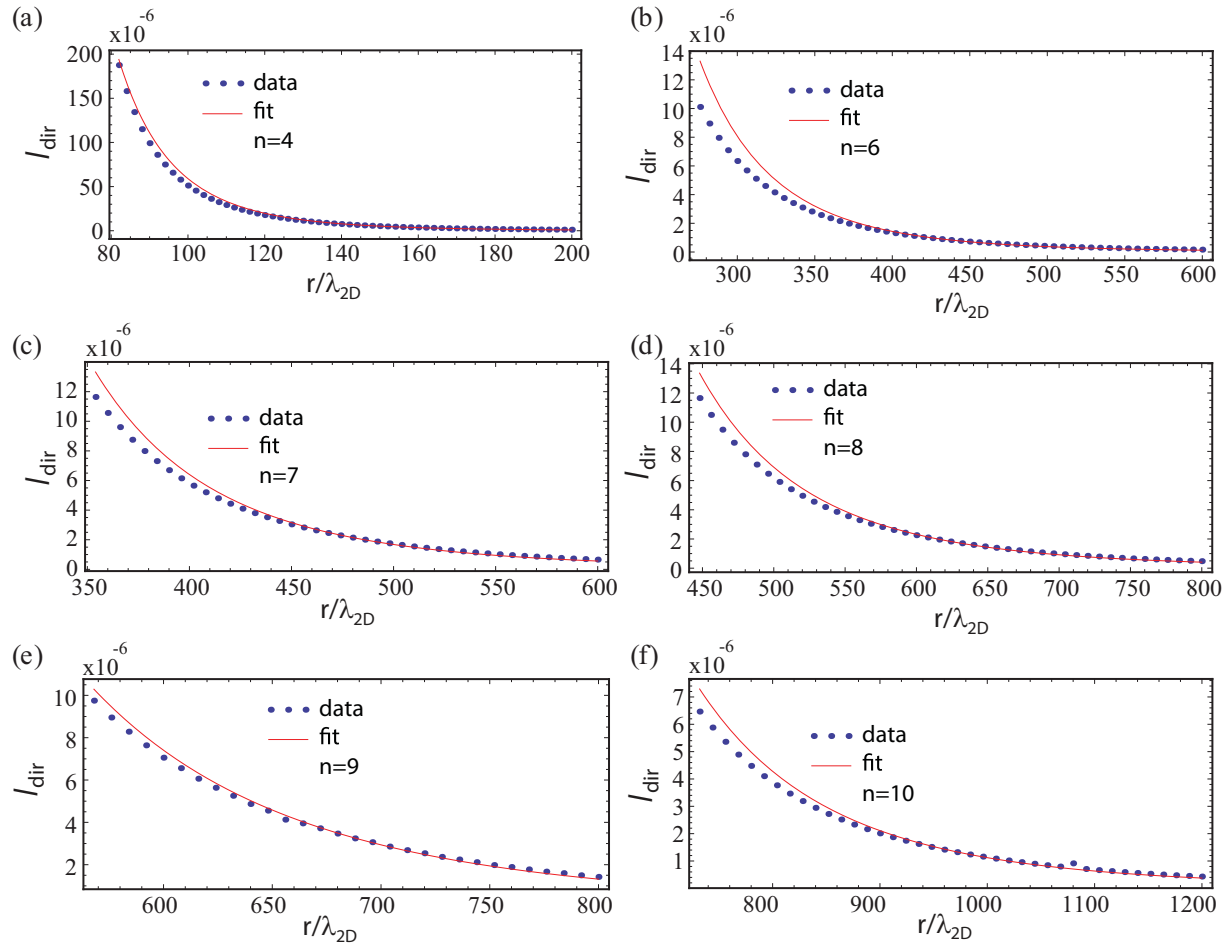 (a)
x10⁻⁶
200
150
100
50
0
I_dir
data
fit
n=4
80 100 120 140 160 180 200
r/λ_2D
(b)
x10⁻⁶
14
12
10
8
6
4
2
0
I_dir
data
fit
n=6
300 350 400 450 500 550 600
r/λ_2D
(c)
x10⁻⁶
12
10
8
6
4
2
0
I_dir
data
fit
n=7
350 400 450 500 550 600
r/λ_2D
(d)
x10⁻⁶
14
12
10
8
6
4
2
0
I_dir
data
fit
n=8
450 500 550 600 650 700 750 800
r/λ_2D
(e)
x10⁻⁶
10
8
6
4
2
I_dir
data
fit
n=9
600 650 700 750 800
r/λ_2D
(f)
x10⁻⁶
7
6
5
4
3
2
1
I_dir
data
fit
n=10
800 900 1000 1100 1200
r/λ_2D